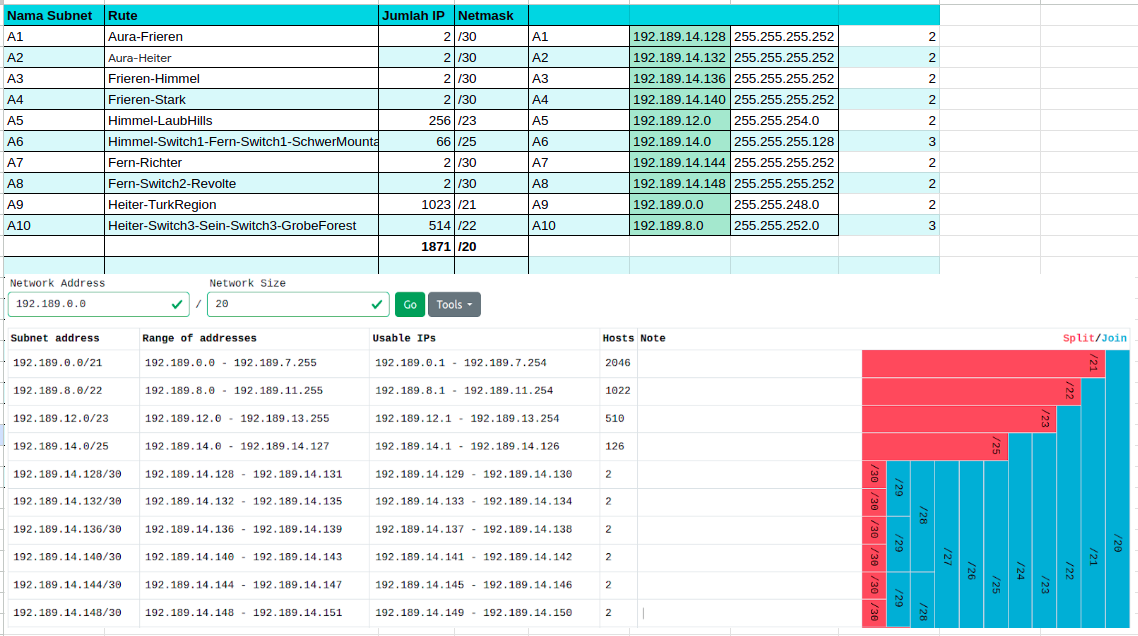 Nama Subnet Rute Jumlah IP Netmask
A1 Aura-Frieren 2 /30 A1 192.189.14.128 255.255.255.252 2
A2 Aura-Heiter 2 /30 A2 192.189.14.132 255.255.255.252 2
A3 Frieren-Himmel 2 /30 A3 192.189.14.136 255.255.255.252 2
A4 Frieren-Stark 2 /30 A4 192.189.14.140 255.255.255.252 2
A5 Himmel-LaubHills 256 /23 A5 192.189.12.0 255.255.254.0 2
A6 Himmel-Switch1-Fern-Switch1-SchwerMounta 66 /25 A6 192.189.14.0 255.255.255.128 3
A7 Fern-Richter 2 /30 A7 192.189.14.144 255.255.255.252 2
A8 Fern-Switch2-Revolte 2 /30 A8 192.189.14.148 255.255.255.252 2
A9 Heiter-TurkRegion 1023 /21 A9 192.189.0.0 255.255.248.0 2
A10 Heiter-Switch3-Sein-Switch3-GrobeForest 514 /22 A10 192.189.8.0 255.255.252.0 3
1871 /20
Network Address Network Size
192.189.0.0 / 20 Go Tools
Subnet address Range of addresses Usable IPs Hosts Note Split/Join
192.189.0.0/21 192.189.0.0 - 192.189.7.255 192.189.0.1 - 192.189.7.254 2046 /21
192.189.8.0/22 192.189.8.0 - 192.189.11.255 192.189.8.1 - 192.189.11.254 1022 /22
192.189.12.0/23 192.189.12.0 - 192.189.13.255 192.189.12.1 - 192.189.13.254 510 /23
192.189.14.0/25 192.189.14.0 - 192.189.14.127 192.189.14.1 - 192.189.14.126 126 /25
192.189.14.128/30 192.189.14.128 - 192.189.14.131 192.189.14.129 - 192.189.14.130 2 /30 /29 /28 /27 /26 /25 /24 /23 /22 /21 /20
192.189.14.132/30 192.189.14.132 - 192.189.14.135 192.189.14.133 - 192.189.14.134 2 /30
192.189.14.136/30 192.189.14.136 - 192.189.14.139 192.189.14.137 - 192.189.14.138 2 /30 /29
192.189.14.140/30 192.189.14.140 - 192.189.14.143 192.189.14.141 - 192.189.14.142 2 /30
192.189.14.144/30 192.189.14.144 - 192.189.14.147 192.189.14.145 - 192.189.14.146 2 /30 /29 /28
192.189.14.148/30 192.189.14.148 - 192.189.14.151 192.189.14.149 - 192.189.14.150 2 /30